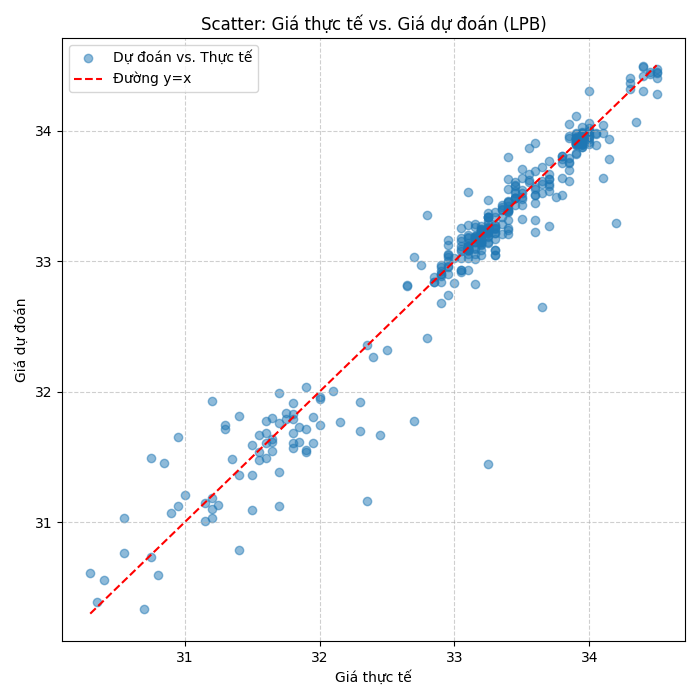 Scatter: Giá thực tế vs. Giá dự đoán (LPB)
Dự đoán vs. Thực tế
Đường y=x
Giá dự đoán
34
33
32
31
31 32 33 34
Giá thực tế